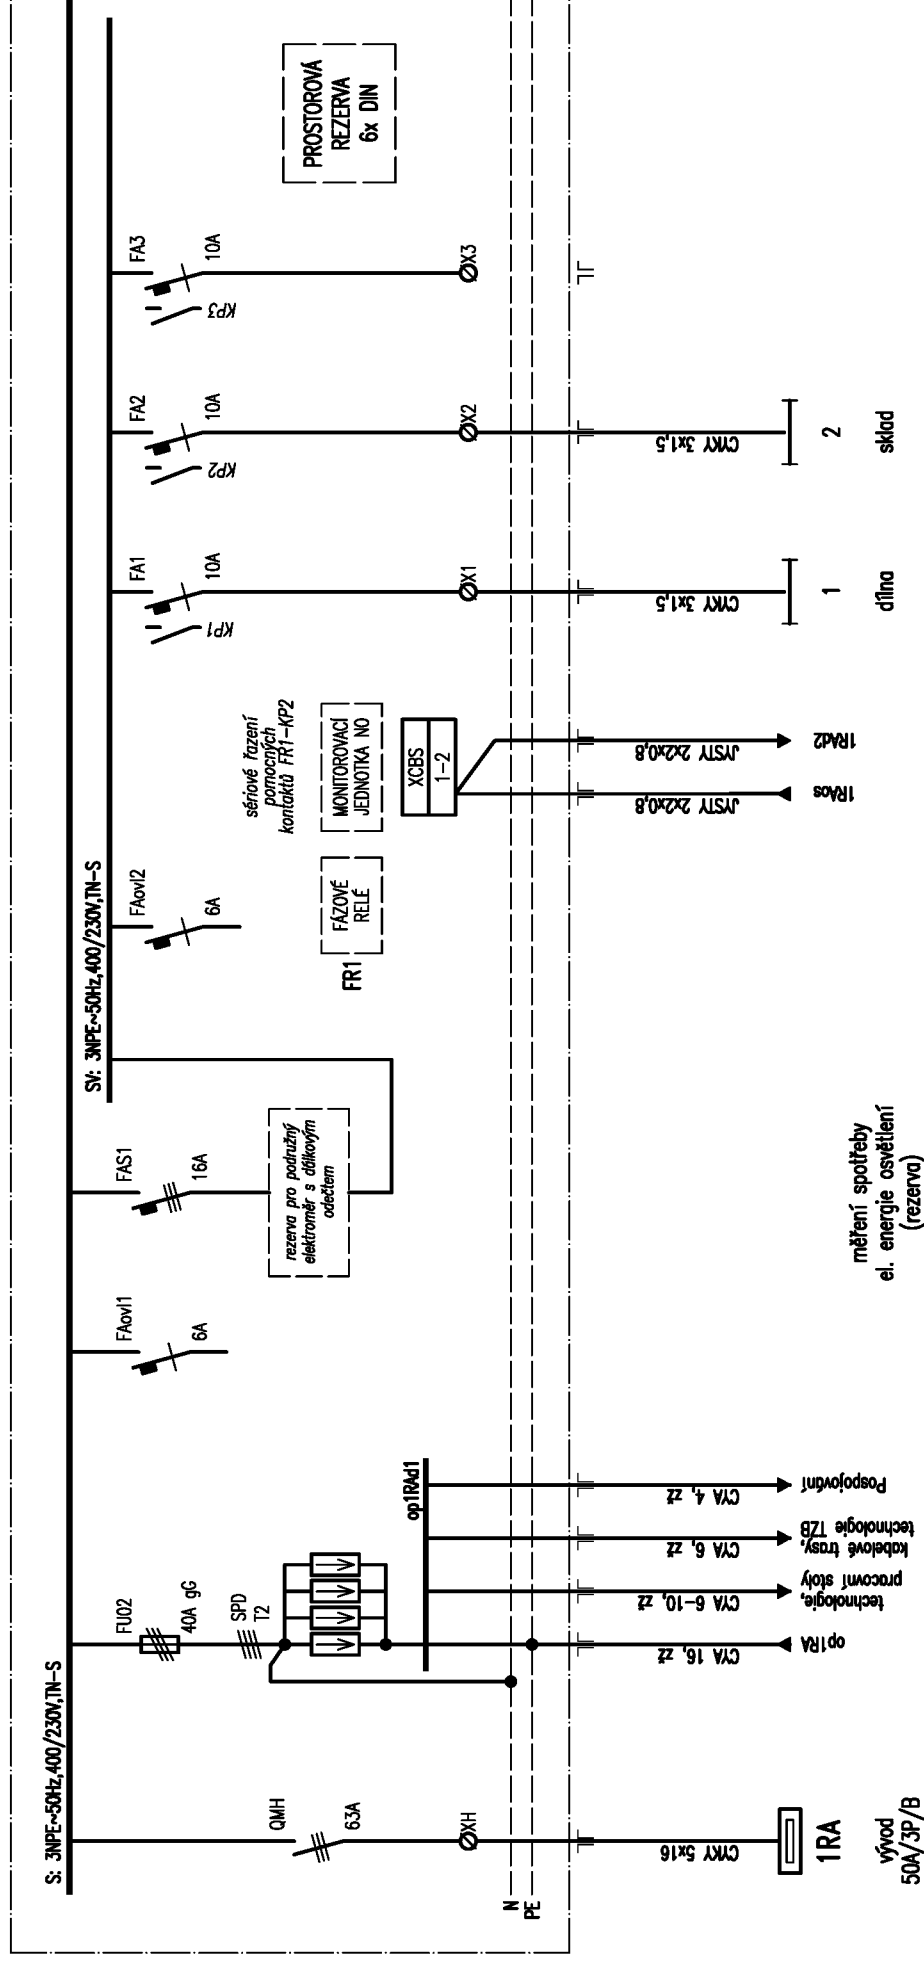 S: 3NPE~50Hz,400/230V,TN-S
QMH
63A
XH
CYKY 5x16
1RA
vývod
50A/3P/B
N
PE
FU02
40A gG
SPD
T2
op1RAd1
CYA 16, zž
CYA 6-10, zž
CYA 6, zž
CYA 4, zž
op1RA
technologie,
pracovní stoly
kabelové trasy,
technologie TZB
Pospojování
FAovl1
6A
FAS1
16A
rezerva pro podružný
elektroměr s dálkovým
odečtem
měření spotřeby
el. energie osvětlení
(rezerva)
SV: 3NPE~50Hz,400/230V,TN-S
FAovl2
6A
FR1
FÁZOVÉ
RELÉ
sériové řazení
pomocných
kontaktů FR1-KP2
MONITOROVACÍ
JEDNOTKA NO
XCBS
1-2
JYSTY 2x2x0,8
JYSTY 2x2x0,8
1RAos
1RAd2
FA1
10A
KP1
X1
CYKY 3x1,5
1
dílna
FA2
10A
KP2
X2
CYKY 3x1,5
2
sklad
FA3
10A
KP3
X3
PROSTOROVÁ
REZERVA
6x DIN